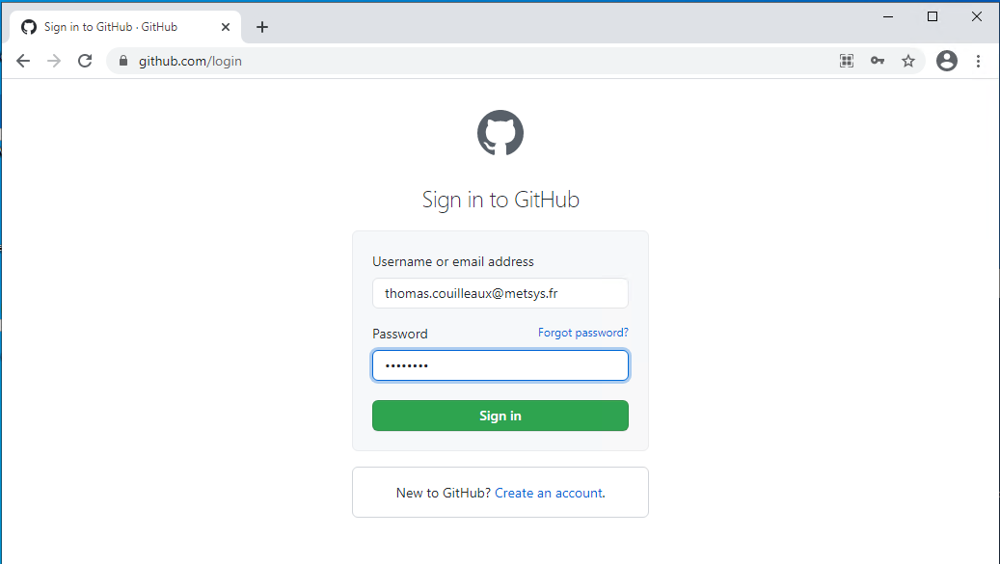 Sign in to GitHub · GitHub
github.com/login
Sign in to GitHub
Username or email address
thomas.couilleaux@metsys.fr
Password Forgot password?
••••••••
Sign in
New to GitHub? Create an account.